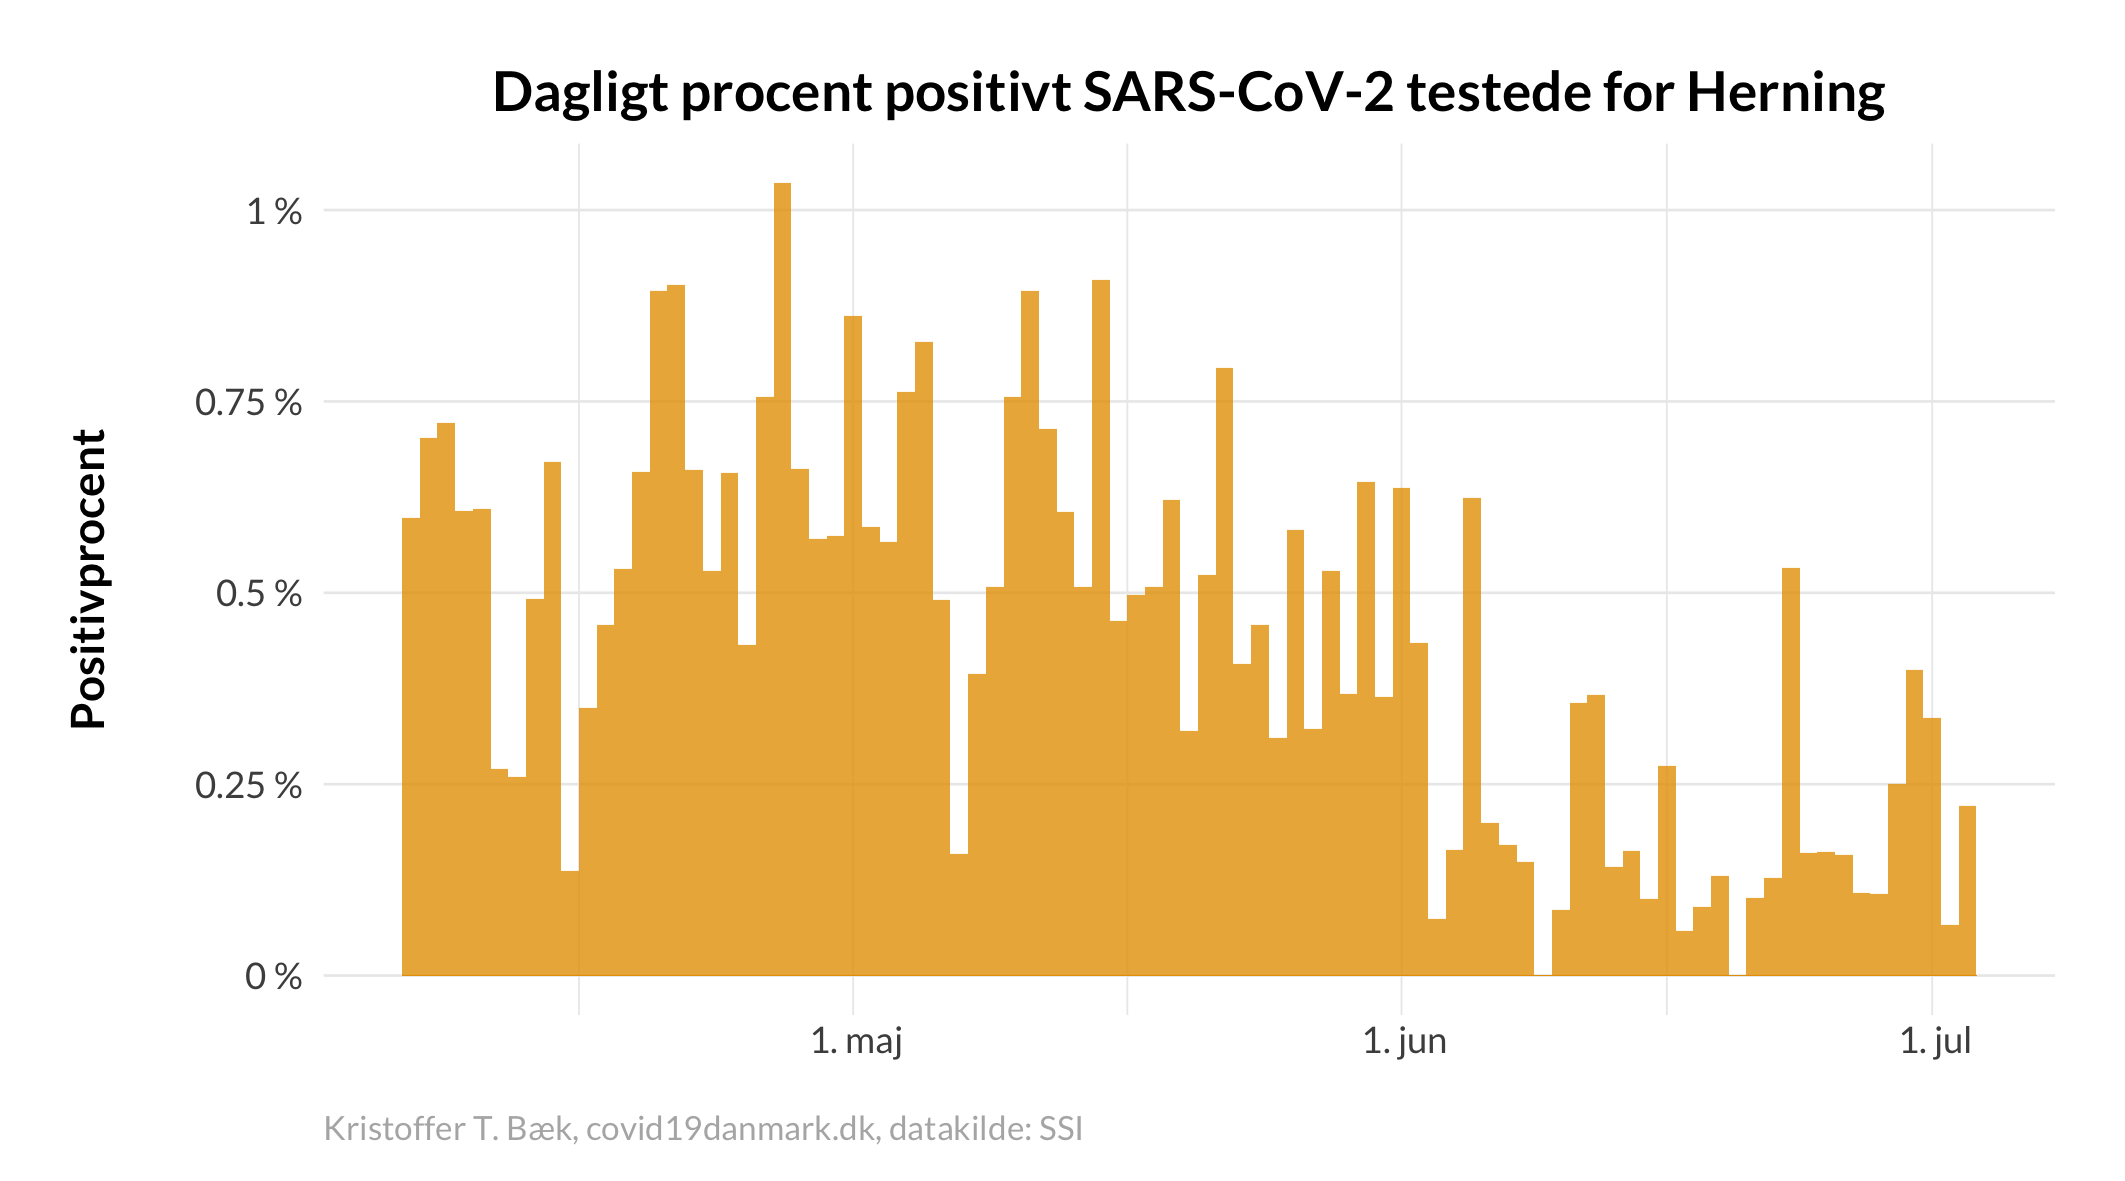 Dagligt procent positivt SARS-CoV-2 testede for Herning
Positivprocent
1 %
0.75 %
0.5 %
0.25 %
0 %
1. maj
1. jun
1. jul
Kristoffer T. Bæk, covid19danmark.dk, datakilde: SSI